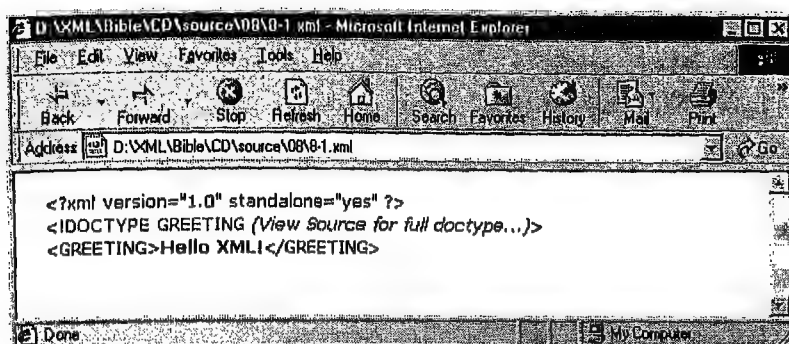 D:\XML\Bible\CD\source\08\8-1.xml - Microsoft Internet Explorer
File Edit View Favorites Tools Help
Back Forward Stop Refresh Home Search Favorites History Mail Print
Address D:\XML\Bible\CD\source\08\8-1.xml Go
<?xml version="1.0" standalone="yes" ?>
<!DOCTYPE GREETING (View Source for full doctype...)>
<GREETING>Hello XML!</GREETING>
Done My Computer